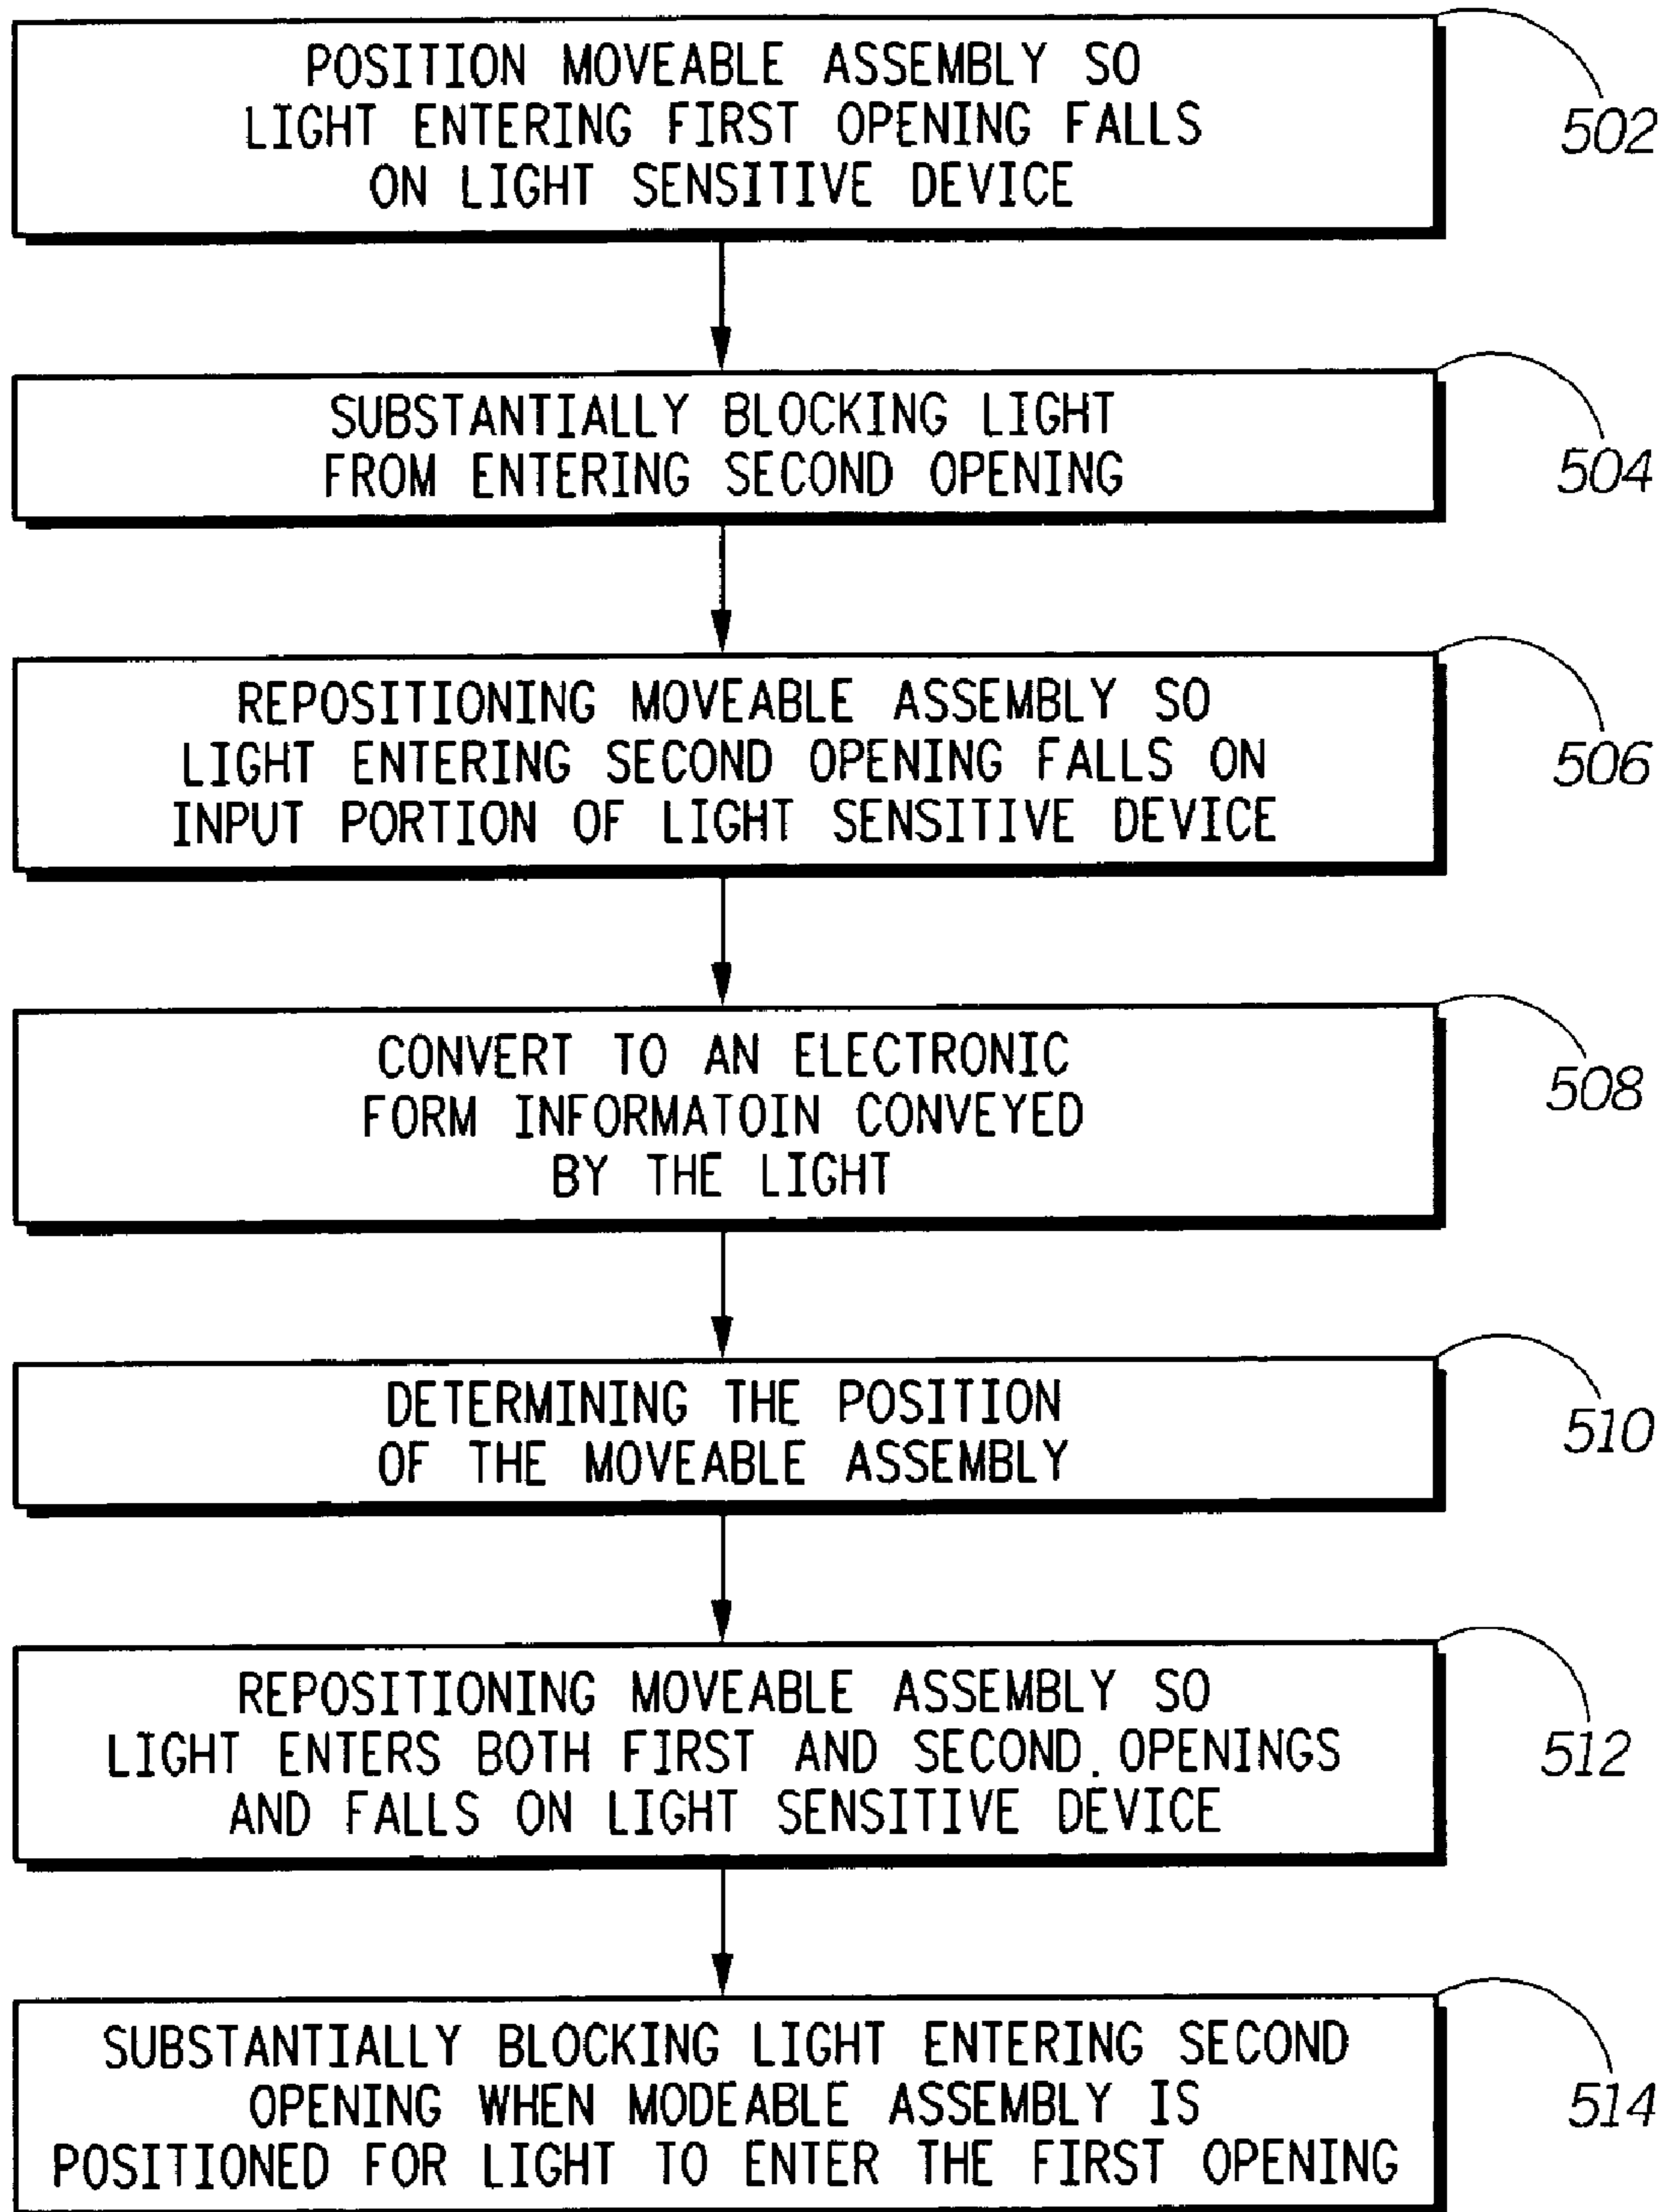 POSITION MOVEABLE ASSEMBLY SO
LIGHT ENTERING FIRST OPENING FALLS
ON LIGHT SENSITIVE DEVICE
502
SUBSTANTIALLY BLOCKING LIGHT
FROM ENTERING SECOND OPENING
504
REPOSITIONING MOVEABLE ASSEMBLY SO
LIGHT ENTERING SECOND OPENING FALLS ON
INPUT PORTION OF LIGHT SENSITIVE DEVICE
506
CONVERT TO AN ELECTRONIC
FORM INFORMATOIN CONVEYED
BY THE LIGHT
508
DETERMINING THE POSITION
OF THE MOVEABLE ASSEMBLY
510
REPOSITIONING MOVEABLE ASSEMBLY SO
LIGHT ENTERS BOTH FIRST AND SECOND OPENINGS
AND FALLS ON LIGHT SENSITIVE DEVICE
512
SUBSTANTIALLY BLOCKING LIGHT ENTERING SECOND
OPENING WHEN MODEABLE ASSEMBLY IS
POSITIONED FOR LIGHT TO ENTER THE FIRST OPENING
514